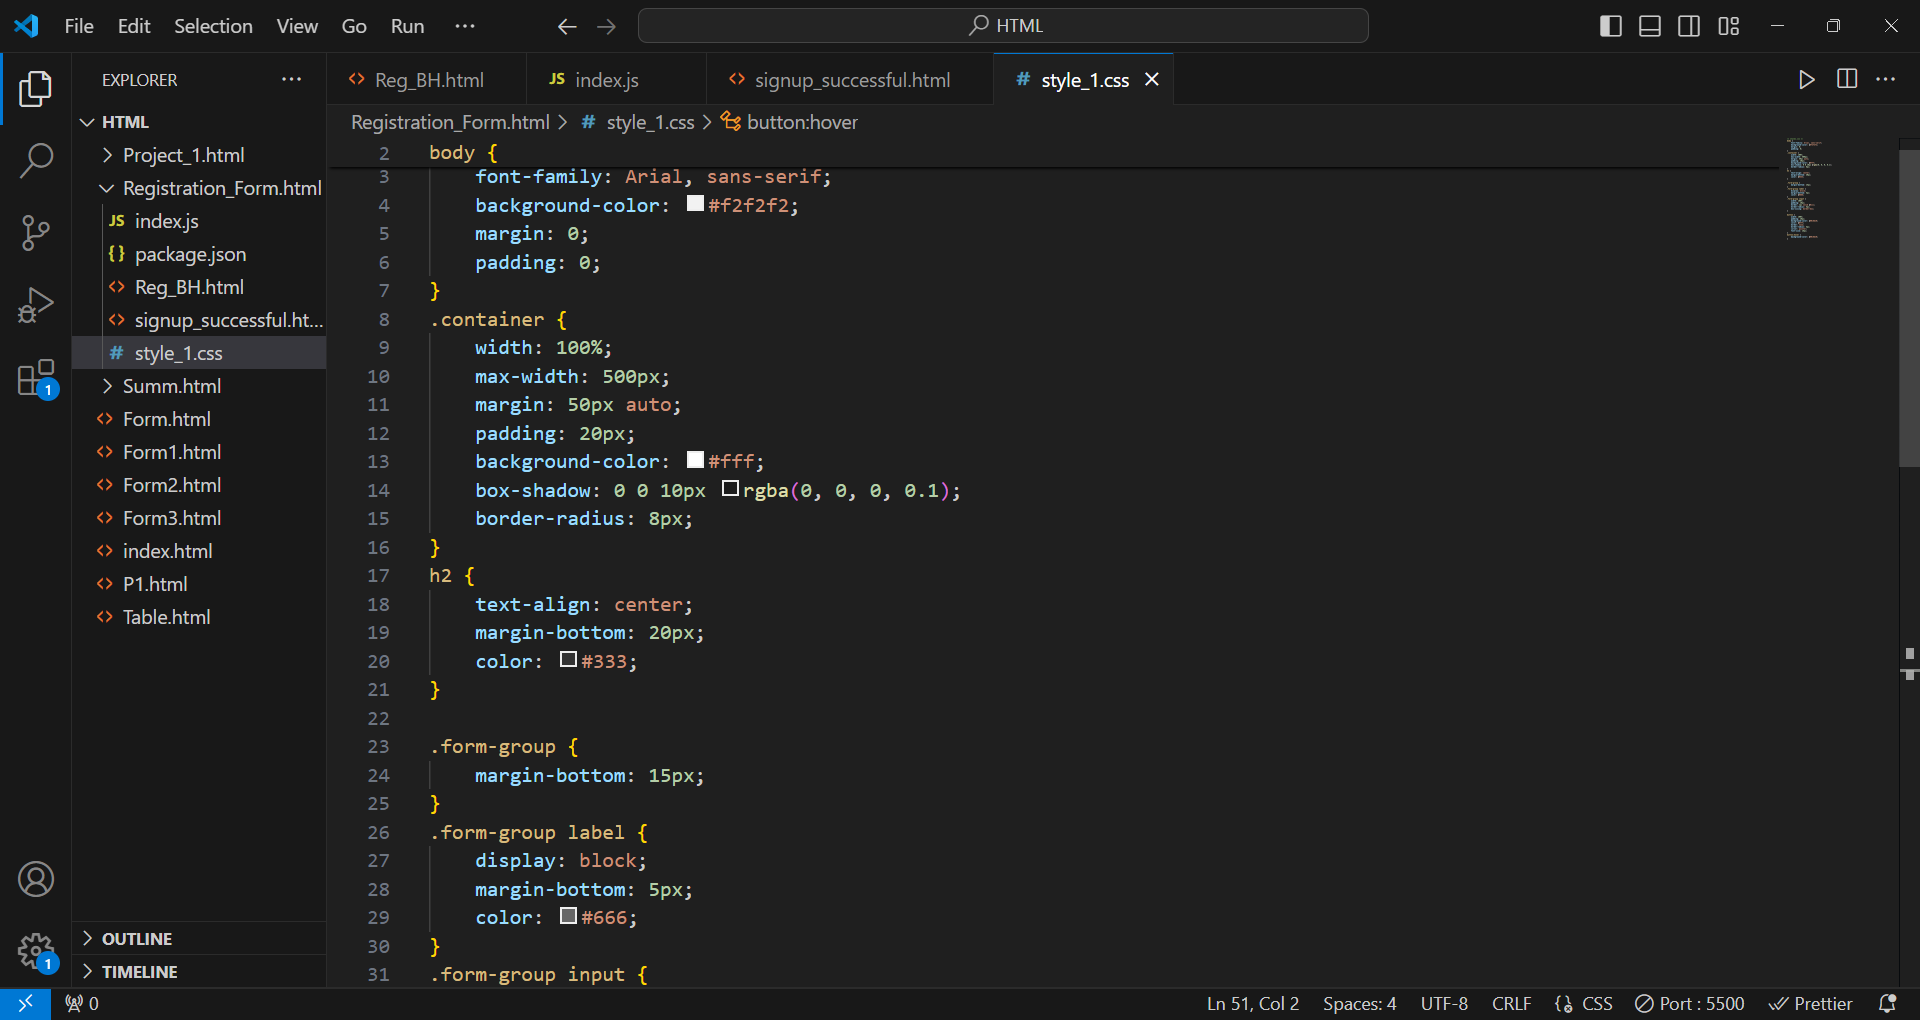 File Edit Selection View Go Run ··· HTML
EXPLORER ···
HTML
Project_1.html
Registration_Form.html
JS index.js
{} package.json
<> Reg_BH.html
<> signup_successful.ht...
# style_1.css
Summ.html
<> Form.html
<> Form1.html
<> Form2.html
<> Form3.html
<> index.html
<> P1.html
<> Table.html
OUTLINE
TIMELINE
1
1
<> Reg_BH.html JS index.js <> signup_successful.html # style_1.css
Registration_Form.html > # style_1.css > button:hover
2 body {
3 font-family: Arial, sans-serif;
4 background-color: #f2f2f2;
5 margin: 0;
6 padding: 0;
7 }
8 .container {
9 width: 100%;
10 max-width: 500px;
11 margin: 50px auto;
12 padding: 20px;
13 background-color: #fff;
14 box-shadow: 0 0 10px rgba(0, 0, 0, 0.1);
15 border-radius: 8px;
16 }
17 h2 {
18 text-align: center;
19 margin-bottom: 20px;
20 color: #333;
21 }
22
23 .form-group {
24 margin-bottom: 15px;
25 }
26 .form-group label {
27 display: block;
28 margin-bottom: 5px;
29 color: #666;
30 }
31 .form-group input {
0 Ln 51, Col 2 Spaces: 4 UTF-8 CRLF {} CSS Port : 5500 Prettier